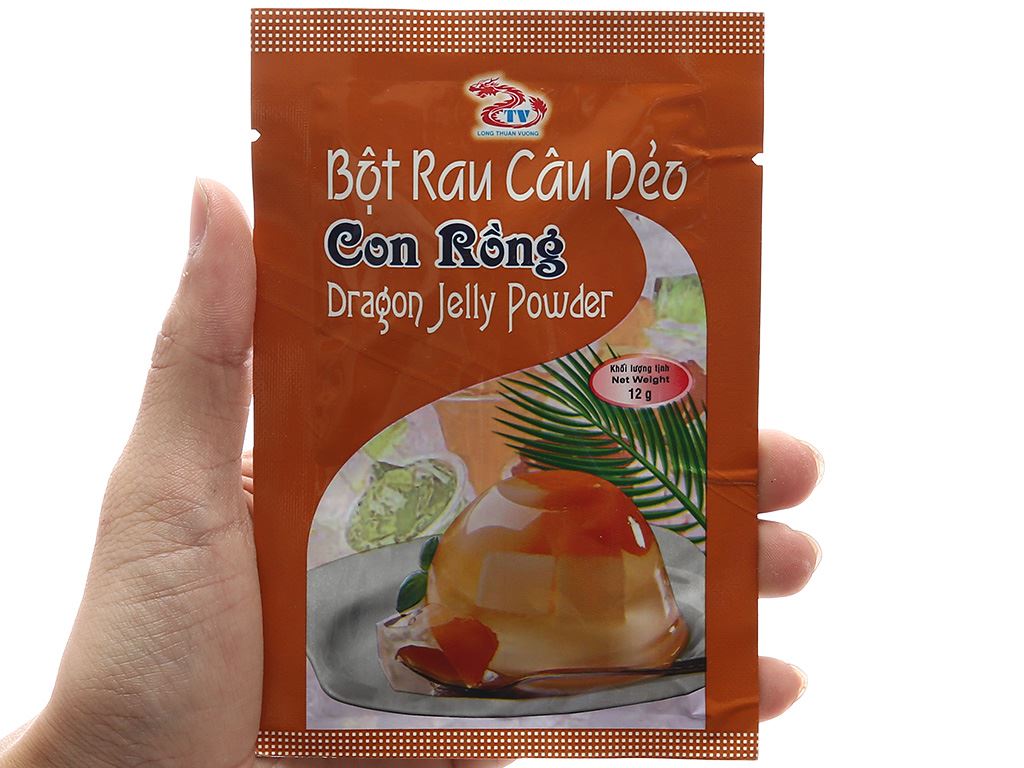 TV
LONG THUAN VUONG
Bột Rau Câu Dẻo
Con Rồng
Dragon Jelly Powder
Khối lượng tịnh
Net Weight
12 g